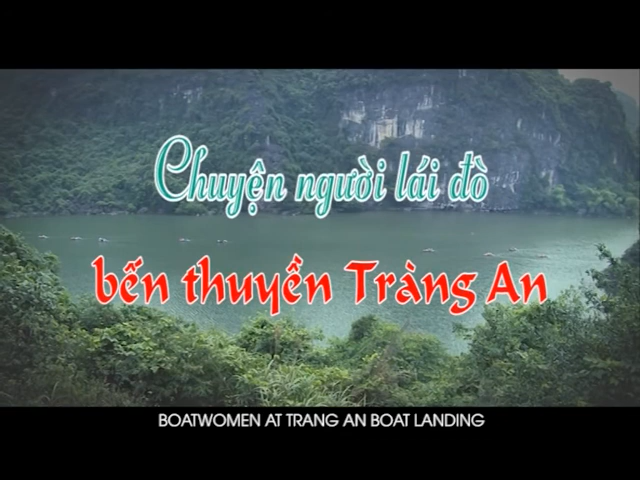 Chuyện người lái đò
bến thuyền Tràng An
BOATWOMEN AT TRANG AN BOAT LANDING